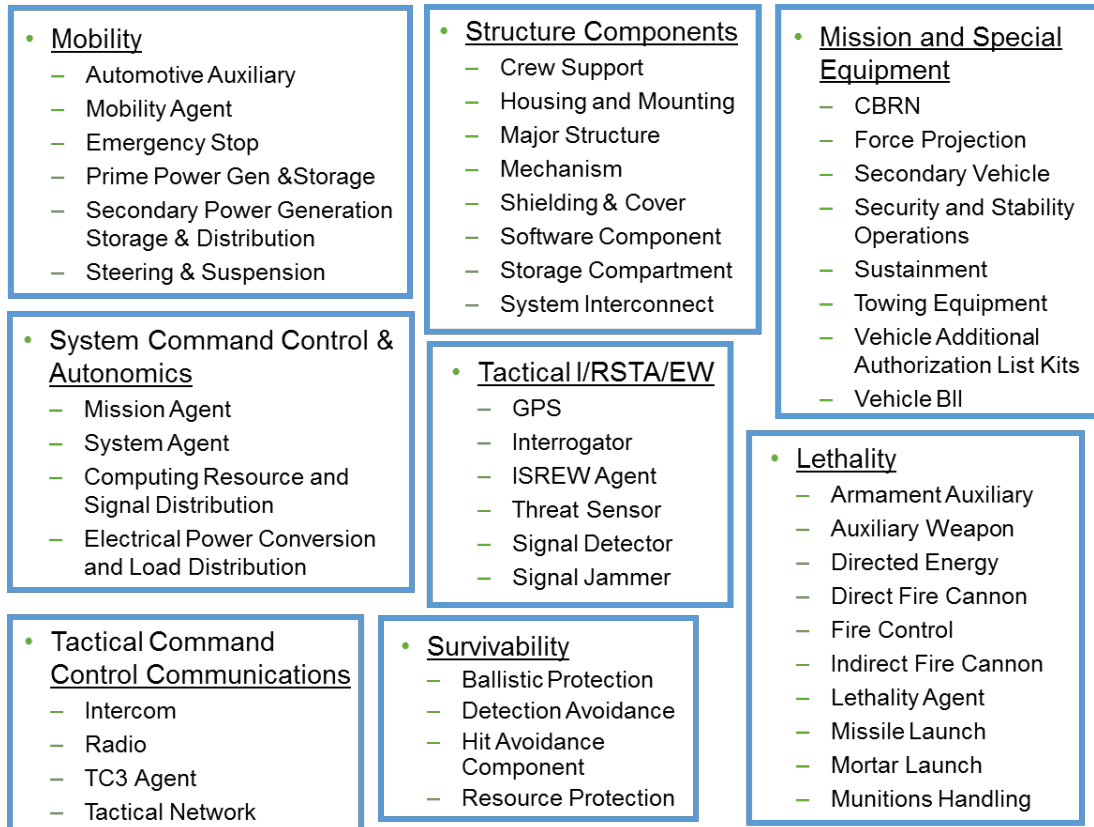 • Mobility
– Automotive Auxiliary
– Mobility Agent
– Emergency Stop
– Prime Power Gen &Storage
– Secondary Power Generation
Storage & Distribution
– Steering & Suspension
• System Command Control &
Autonomics
– Mission Agent
– System Agent
– Computing Resource and
Signal Distribution
– Electrical Power Conversion
and Load Distribution
• Tactical Command
Control Communications
– Intercom
– Radio
– TC3 Agent
– Tactical Network
• Structure Components
– Crew Support
– Housing and Mounting
– Major Structure
– Mechanism
– Shielding & Cover
– Software Component
– Storage Compartment
– System Interconnect
• Tactical I/RSTA/EW
– GPS
– Interrogator
– ISREW Agent
– Threat Sensor
– Signal Detector
– Signal Jammer
• Survivability
– Ballistic Protection
– Detection Avoidance
– Hit Avoidance
Component
– Resource Protection
• Mission and Special
Equipment
– CBRN
– Force Projection
– Secondary Vehicle
– Security and Stability
Operations
– Sustainment
– Towing Equipment
– Vehicle Additional
Authorization List Kits
– Vehicle BII
• Lethality
– Armament Auxiliary
– Auxiliary Weapon
– Directed Energy
– Direct Fire Cannon
– Fire Control
– Indirect Fire Cannon
– Lethality Agent
– Missile Launch
– Mortar Launch
– Munitions Handling